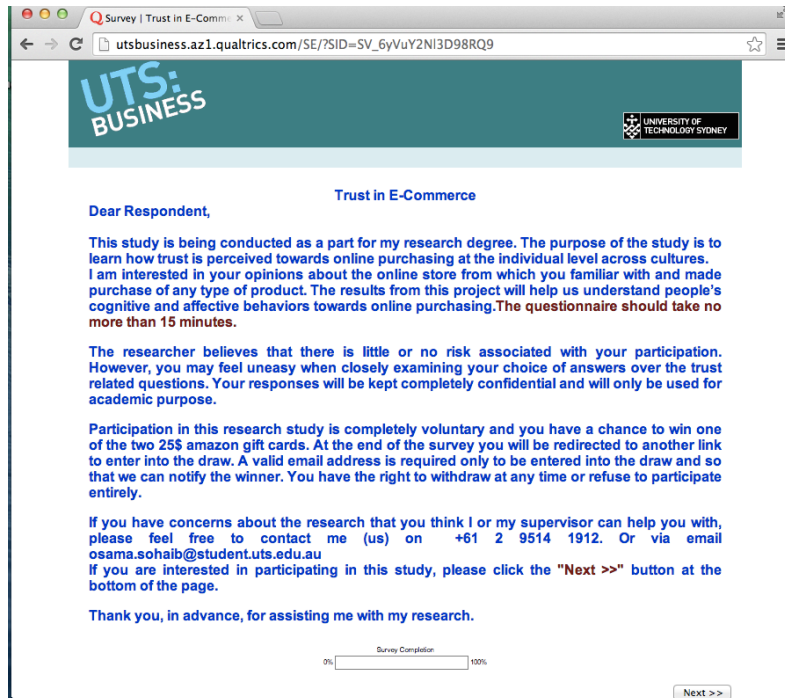 Survey | Trust in E-Comme
utsbusiness.az1.qualtrics.com/SE/?SID=SV_6yVuY2Nl3D98RQ9
UTS:
BUSINESS
UNIVERSITY OF
TECHNOLOGY SYDNEY
Trust in E-Commerce
Dear Respondent,
This study is being conducted as a part for my research degree. The purpose of the study is to
learn how trust is perceived towards online purchasing at the individual level across cultures.
I am interested in your opinions about the online store from which you familiar with and made
purchase of any type of product. The results from this project will help us understand people's
cognitive and affective behaviors towards online purchasing.The questionnaire should take no
more than 15 minutes.
The researcher believes that there is little or no risk associated with your participation.
However, you may feel uneasy when closely examining your choice of answers over the trust
related questions. Your responses will be kept completely confidential and will only be used for
academic purpose.
Participation in this research study is completely voluntary and you have a chance to win one
of the two 25$ amazon gift cards. At the end of the survey you will be redirected to another link
to enter into the draw. A valid email address is required only to be entered into the draw and so
that we can notify the winner. You have the right to withdraw at any time or refuse to participate
entirely.
If you have concerns about the research that you think I or my supervisor can help you with,
please feel free to contact me (us) on +61 2 9514 1912. Or via email
osama.sohaib@student.uts.edu.au
If you are interested in participating in this study, please click the "Next >>" button at the
bottom of the page.
Thank you, in advance, for assisting me with my research.
Survey Completion
0% 100%
Next >>